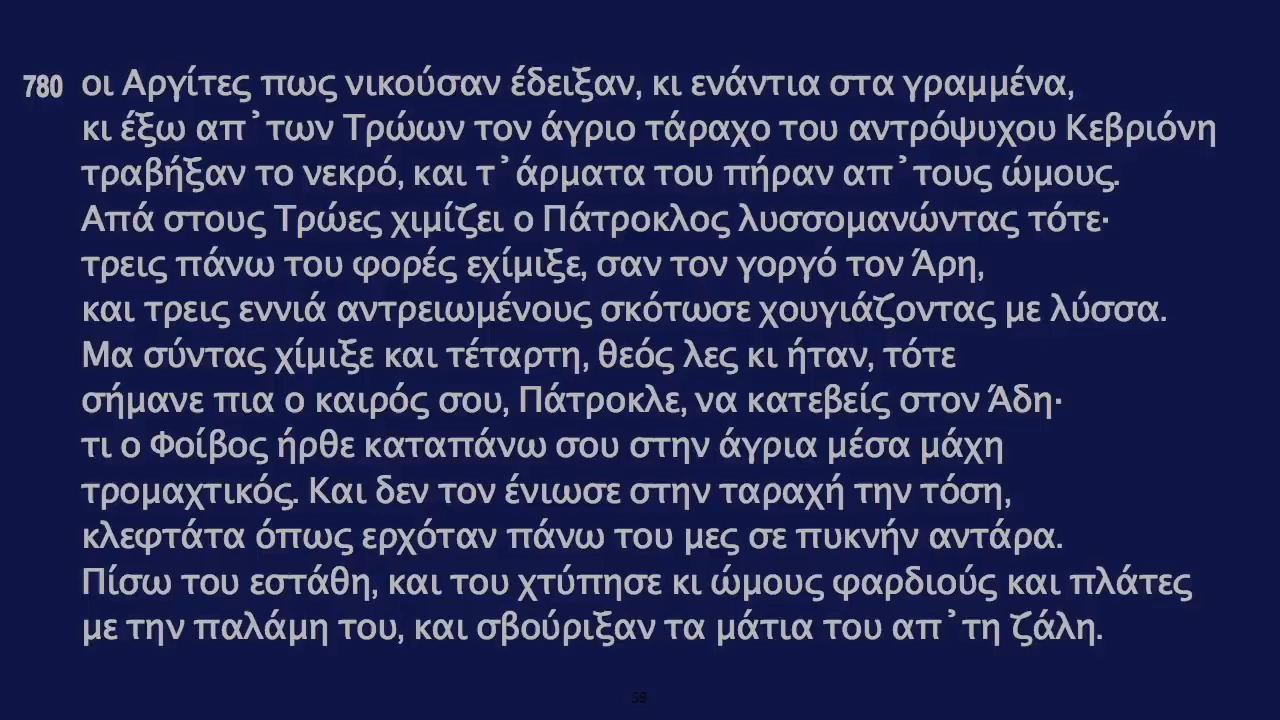 780 οι Αργίτες πως νικούσαν έδειξαν, κι ενάντια στα γραμμένα,
κι έξω απ᾿ των Τρώων τον άγριο τάραχο του αντρόψυχου Κεβριόνη
τραβήξαν το νεκρό, και τ᾿ άρματα του πήραν απ᾿ τους ώμους.
Απά στους Τρώες χιμίζει ο Πάτροκλος λυσσομανώντας τότε·
τρεις πάνω του φορές εχίμιξε, σαν τον γοργό τον Άρη,
και τρεις εννιά αντρειωμένους σκότωσε χουγιάζοντας με λύσσα.
Μα σύντας χίμιξε και τέταρτη, θεός λες κι ήταν, τότε
σήμανε πια ο καιρός σου, Πάτροκλε, να κατεβείς στον Άδη·
τι ο Φοίβος ήρθε καταπάνω σου στην άγρια μέσα μάχη
τρομαχτικός. Και δεν τον ένιωσε στην ταραχή την τόση,
κλεφτάτα όπως ερχόταν πάνω του μες σε πυκνήν αντάρα.
Πίσω του εστάθη, και του χτύπησε κι ώμους φαρδιούς και πλάτες
με την παλάμη του, και σβούριξαν τα μάτια του απ᾿ τη ζάλη.